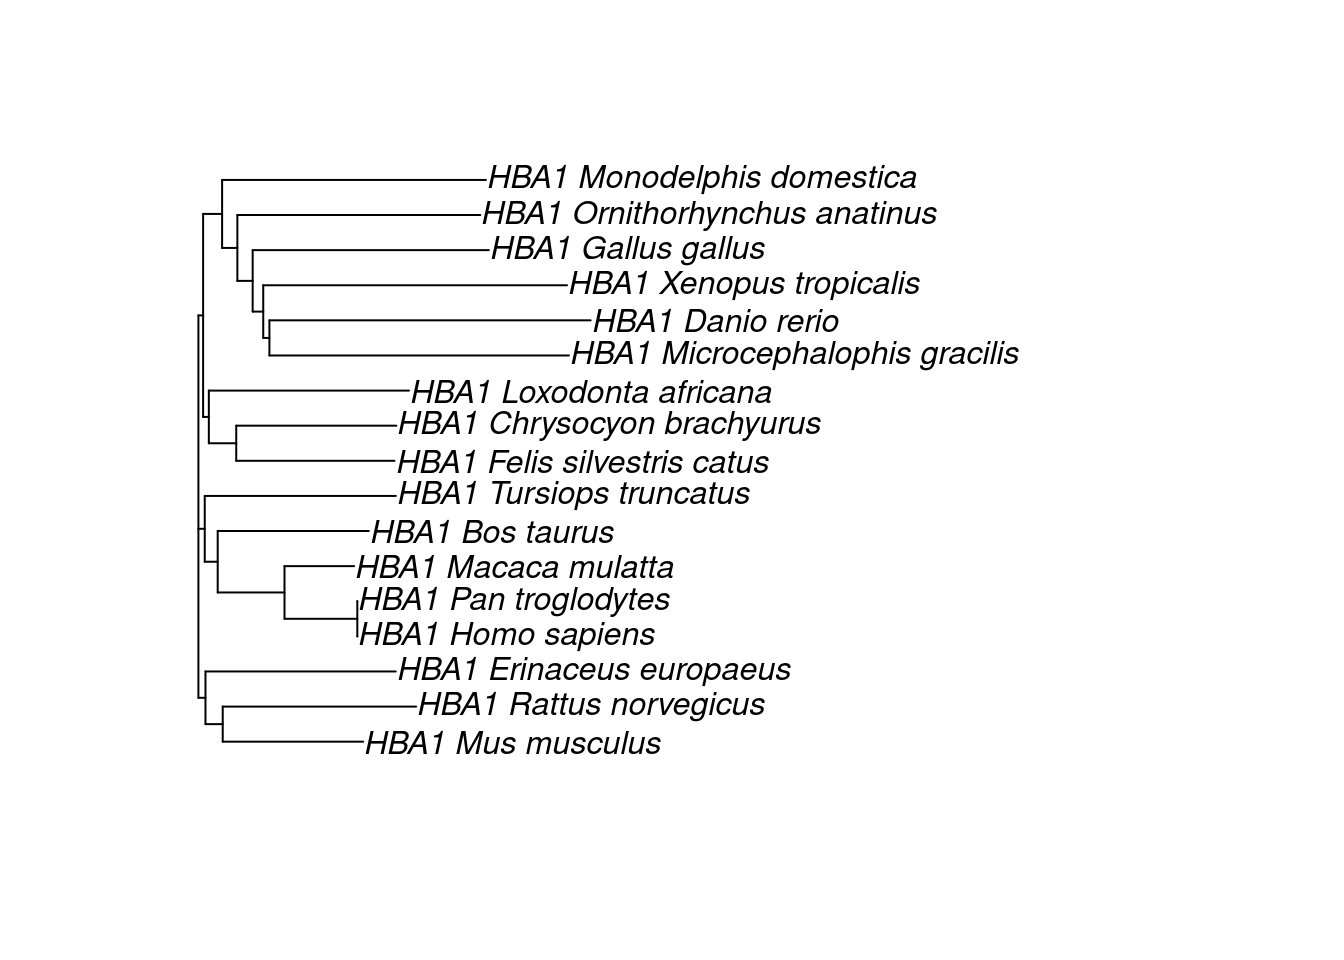 HBA1 Monodelphis domestica
HBA1 Ornithorhynchus anatinus
HBA1 Gallus gallus
HBA1 Xenopus tropicalis
HBA1 Danio rerio
HBA1 Microcephalophis gracilis
HBA1 Loxodonta africana
HBA1 Chrysocyon brachyurus
HBA1 Felis silvestris catus
HBA1 Tursiops truncatus
HBA1 Bos taurus
HBA1 Macaca mulatta
HBA1 Pan troglodytes
HBA1 Homo sapiens
HBA1 Erinaceus europaeus
HBA1 Rattus norvegicus
HBA1 Mus musculus